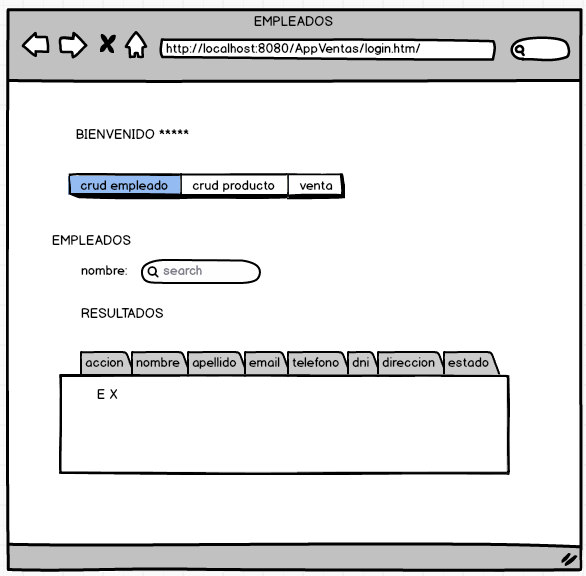 EMPLEADOS
http://localhost:8080/AppVentas/login.htm/
BIENVENIDO *****
crud empleado crud producto venta
EMPLEADOS
nombre: search
RESULTADOS
accion nombre apellido email telefono dni direccion estado
E X